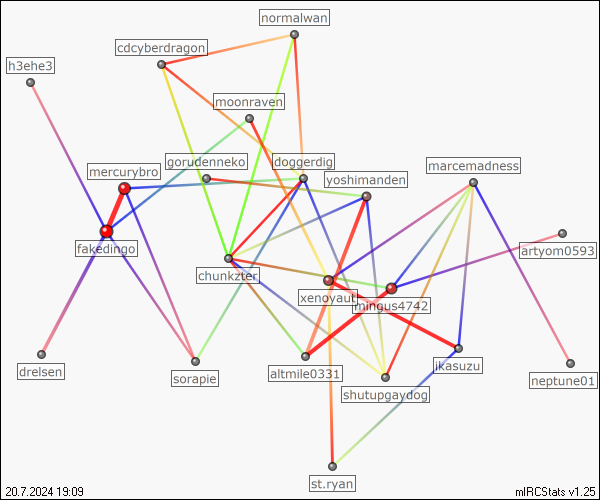 normalwan
cdcyberdragon
h3ehe3
moonraven
gorudenneko
doggerdig
mercurybro
yoshimanden
marcemadness
fakedingo
artyom0593
chunkzter
xenoyaut
mingus4742
drelsen
sorapie
altmile0331
ikasuzu
shutupgaydog
neptune01
st.ryan
20.7.2024 19:09
mIRCStats v1.25